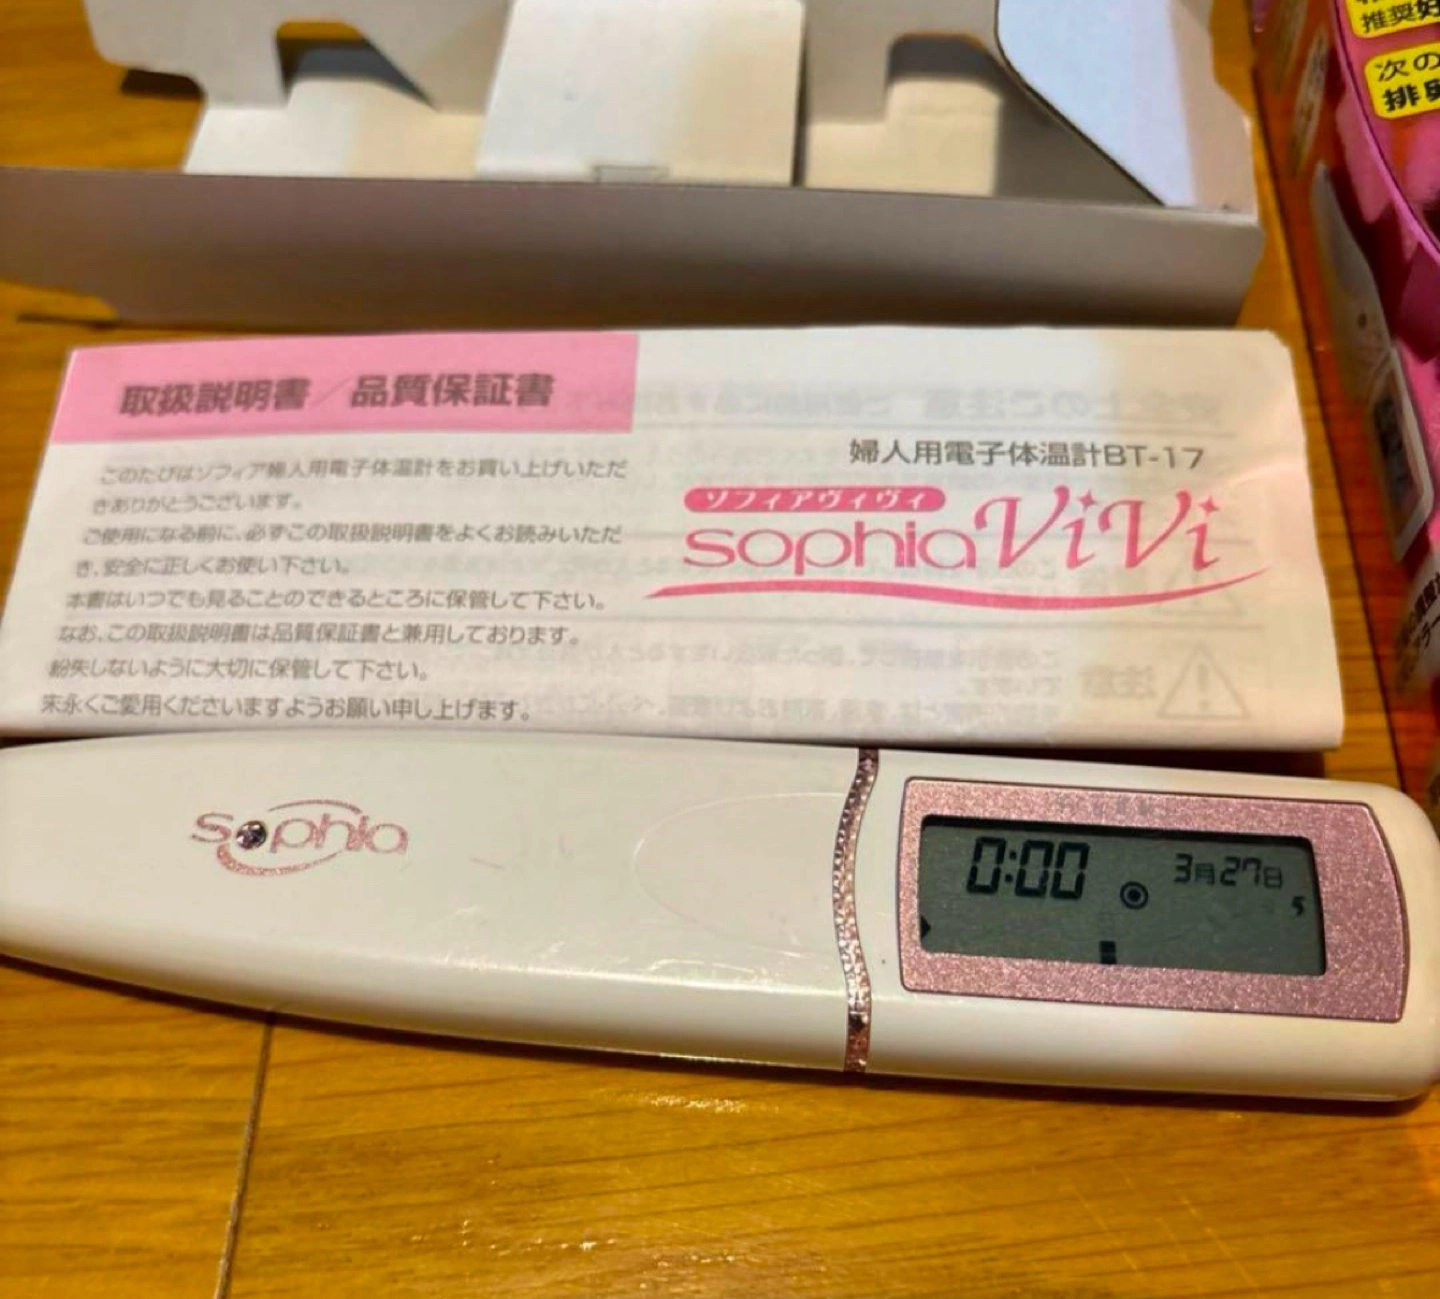 推奨好
次の
排卵
取扱説明書／品質保証書
このたびはソフィア婦人用電子体温計をお買い上げいただ
きありがとうございます。
ご使用になる前に、必ずこの取扱説明書をよくお読みいただ
き、安全に正しくお使い下さい。
本書はいつでも見ることのできるところに保管して下さい。
なお、この取扱説明書は品質保証書と兼用しております。
紛失しないように大切に保管して下さい。
末永くご愛用くださいますようお願い申し上げます。
婦人用電子体温計BT-17
ソフィアヴィヴィ
sophia ViVi
sophia
0:00
3月27日
5